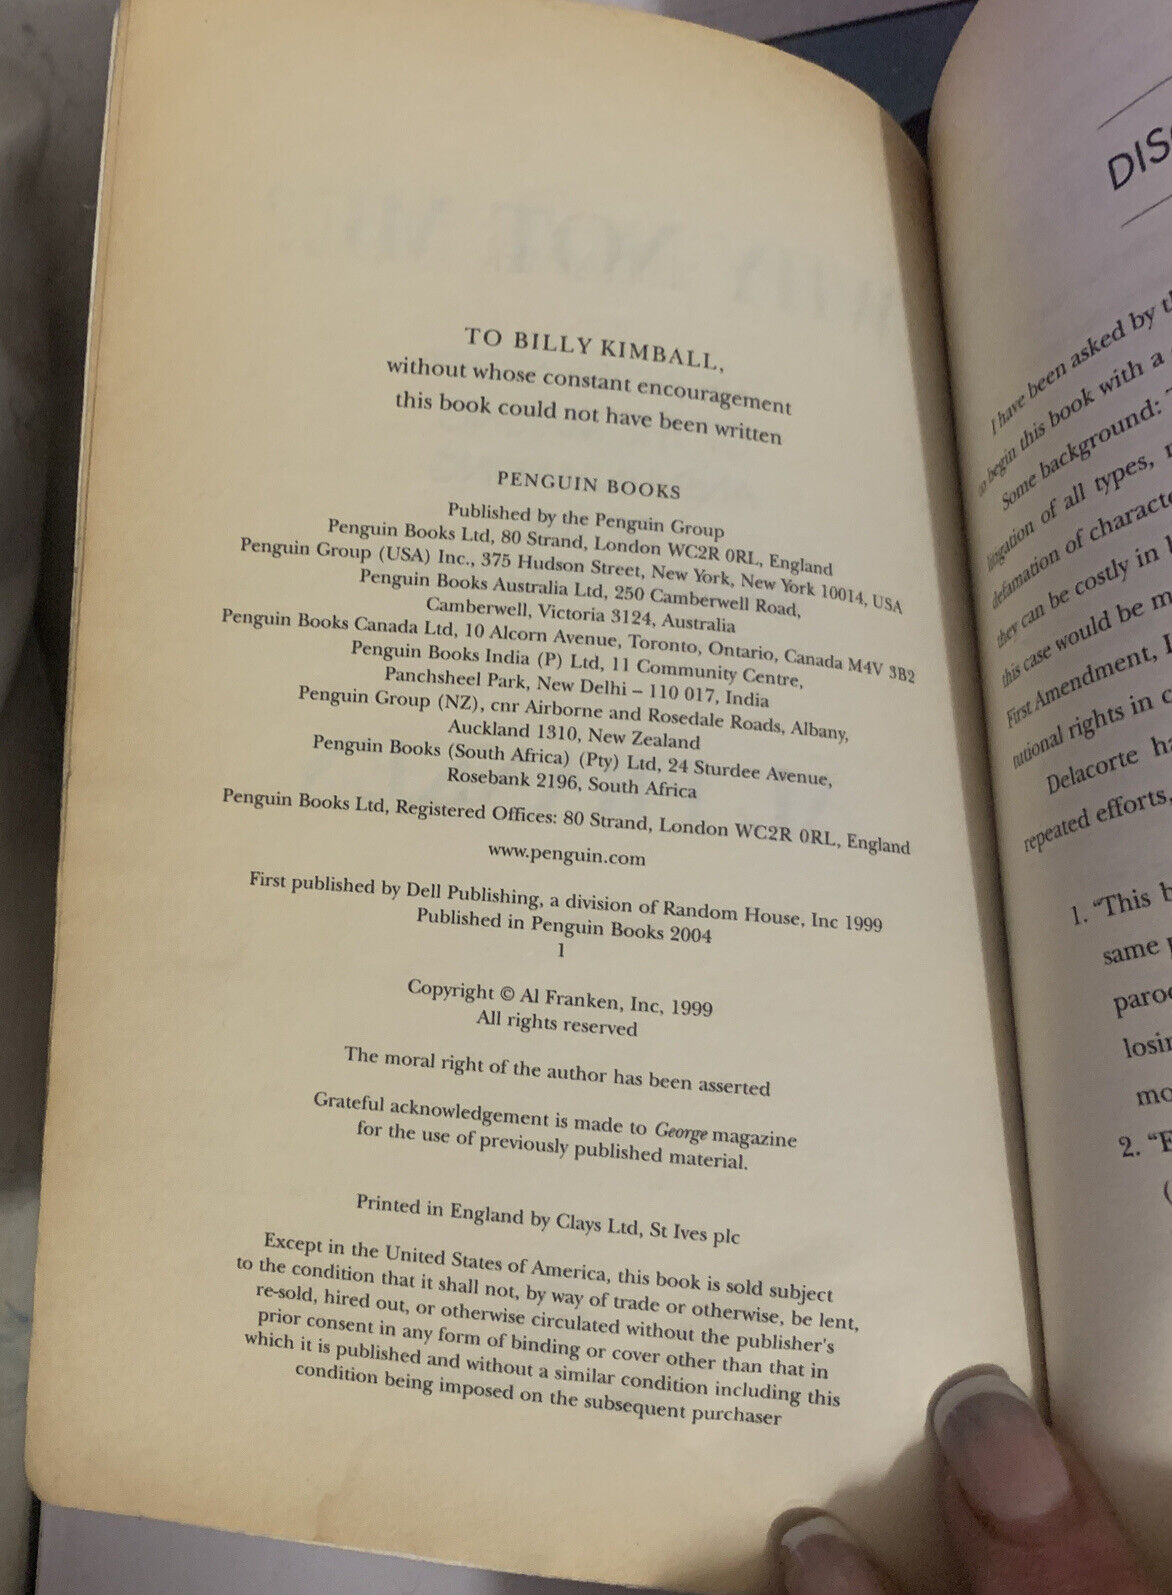 TO BILLY KIMBALL,
without whose constant encouragement
this book could not have been written
PENGUIN BOOKS
Published by the Penguin Group
Penguin Books Ltd, 80 Strand, London WC2R 0RL, England
Penguin Group (USA) Inc., 375 Hudson Street, New York, New York 10014, USA
Penguin Books Australia Ltd, 250 Camberwell Road,
Camberwell, Victoria 3124, Australia
Penguin Books Canada Ltd, 10 Alcorn Avenue, Toronto, Ontario, Canada M4V 3B2
Penguin Books India (P) Ltd, 11 Community Centre,
Panchsheel Park, New Delhi – 110 017, India
Penguin Group (NZ), cnr Airborne and Rosedale Roads, Albany,
Auckland 1310, New Zealand
Penguin Books (South Africa) (Pty) Ltd, 24 Sturdee Avenue,
Rosebank 2196, South Africa
Penguin Books Ltd, Registered Offices: 80 Strand, London WC2R 0RL, England
www.penguin.com
First published by Dell Publishing, a division of Random House, Inc 1999
Published in Penguin Books 2004
1
Copyright © Al Franken, Inc, 1999
All rights reserved
The moral right of the author has been asserted
Grateful acknowledgement is made to George magazine
for the use of previously published material.
Printed in England by Clays Ltd, St Ives plc
Except in the United States of America, this book is sold subject
to the condition that it shall not, by way of trade or otherwise, be lent,
re-sold, hired out, or otherwise circulated without the publisher's
prior consent in any form of binding or cover other than that in
which it is published and without a similar condition including this
condition being imposed on the subsequent purchaser
I have been asked by
to begin this book with a
Some background:
litigation of all types,
defamation of
they can be costly in
this case would be
First Amendment,
rights in
Delacorte
repeated efforts,
1. "This
same
2.